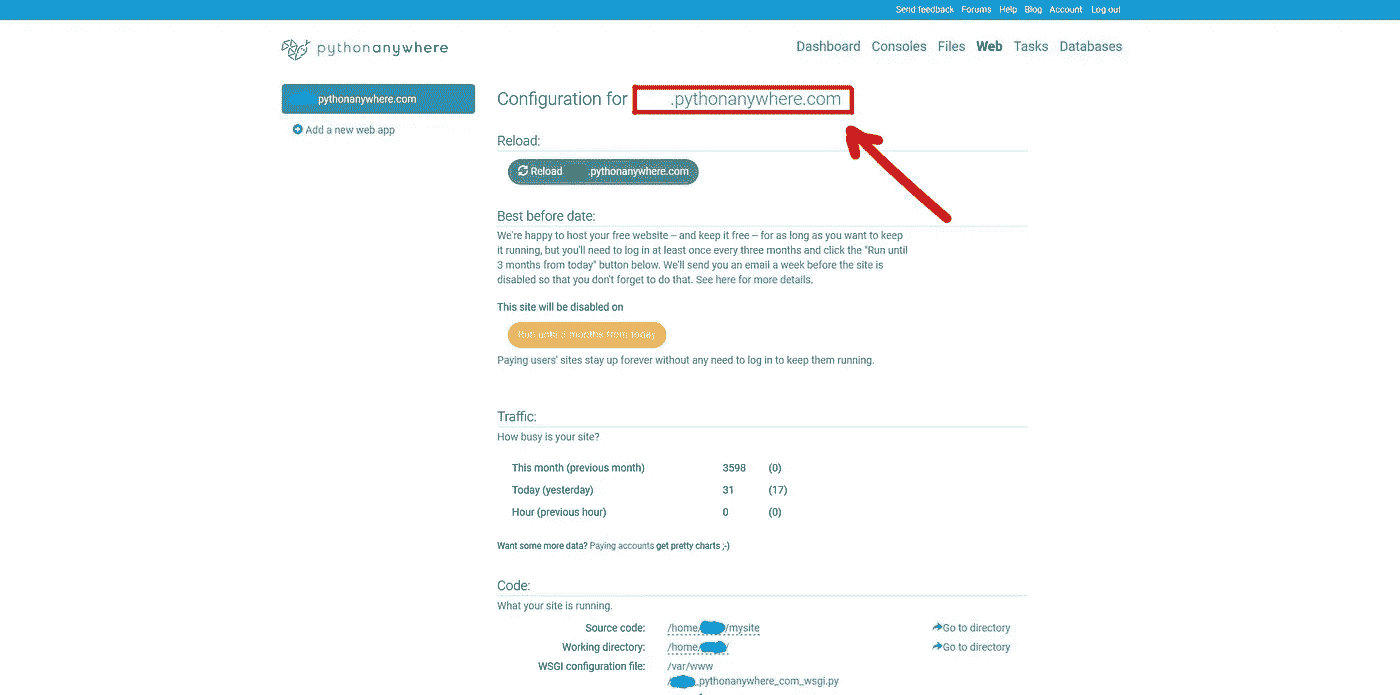 Send feedback Forums Help Blog Account Log out
pythonanywhere
Dashboard Consoles Files Web Tasks Databases
pythonanywhere.com
Add a new web app
Configuration for .pythonanywhere.com
Reload:
Reload .pythonanywhere.com
Best before date:
We're happy to host your free website -- and keep it free -- for as long as you want to keep
it running, but you'll need to log in at least once every three months and click the "Run until
3 months from today" button below. We'll send you an email a week before the site is
disabled so that you don't forget to do that. See here for more details.
This site will be disabled on
Run until 3 months from today
Paying users' sites stay up forever without any need to log in to keep them running.
Traffic:
How busy is your site?
This month (previous month) 3598 (0)
Today (yesterday) 31 (17)
Hour (previous hour) 0 (0)
Want some more data? Paying accounts get pretty charts ;-)
Code:
What your site is running.
Source code: /home/ /mysite Go to directory
Working directory: /home/ / Go to directory
WSGI configuration file: /var/www
/ _pythonanywhere_com_wsgi.py